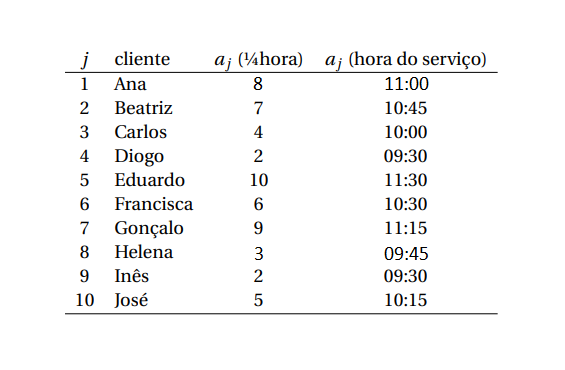 j cliente a_j (¼hora) a_j (hora do serviço)
1 Ana 8 11:00
2 Beatriz 7 10:45
3 Carlos 4 10:00
4 Diogo 2 09:30
5 Eduardo 10 11:30
6 Francisca 6 10:30
7 Gonçalo 9 11:15
8 Helena 3 09:45
9 Inês 2 09:30
10 José 5 10:15